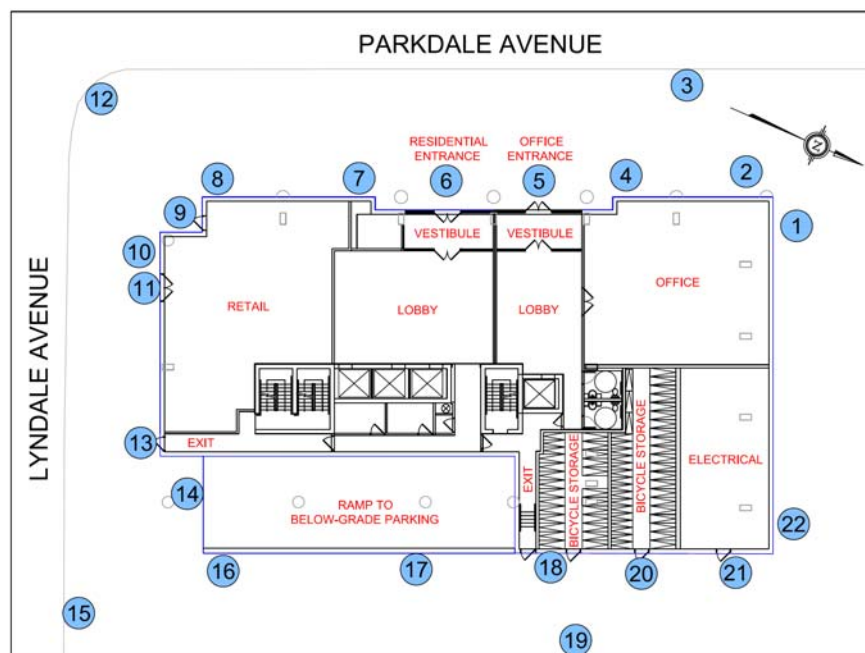 PARKDALE AVENUE
3
12
N
RESIDENTIAL
ENTRANCE
OFFICE
ENTRANCE
8
7
6
5
4
2
9
1
VESTIBULE
VESTIBULE
10
11
RETAIL
LOBBY
LOBBY
OFFICE
LYNDALE AVENUE
13
EXIT
EXIT
BICYCLE STORAGE
BICYCLE STORAGE
ELECTRICAL
14
RAMP TO
BELOW-GRADE PARKING
22
16
17
18
20
21
15
19